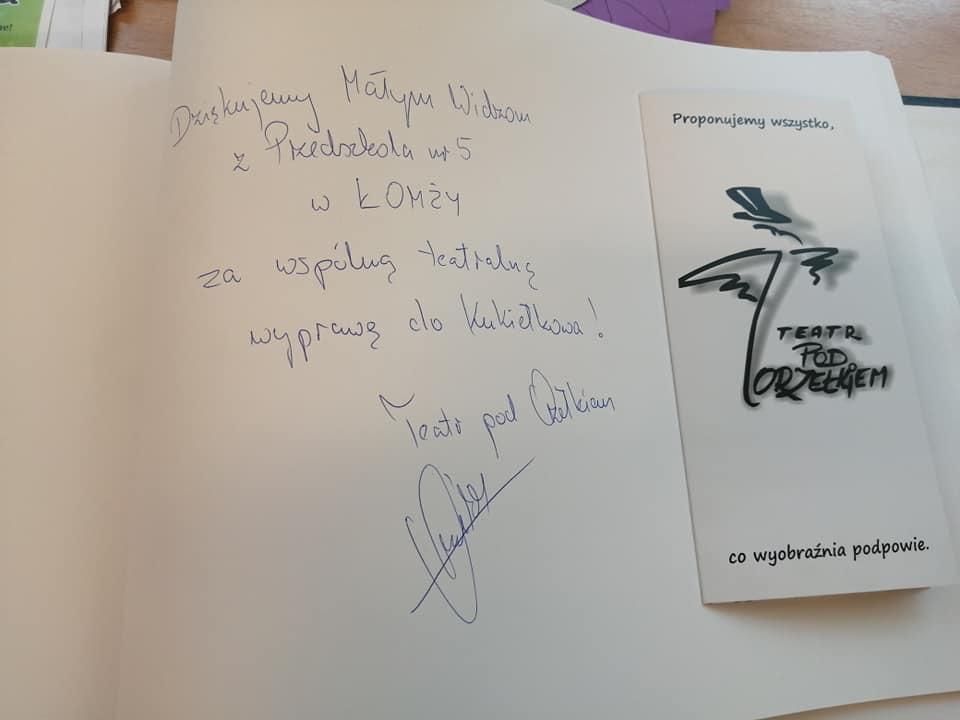 Dziękujemy Małym Widzom
z Przedszkola nr 5
w ŁOMŻY
za wspólną teatralną
wyprawę do Kukiełkowa!
Teatr pod Orzełkiem
Proponujemy wszystko,
TEATR
POD
ORZEŁKIEM
co wyobraźnia podpowie.